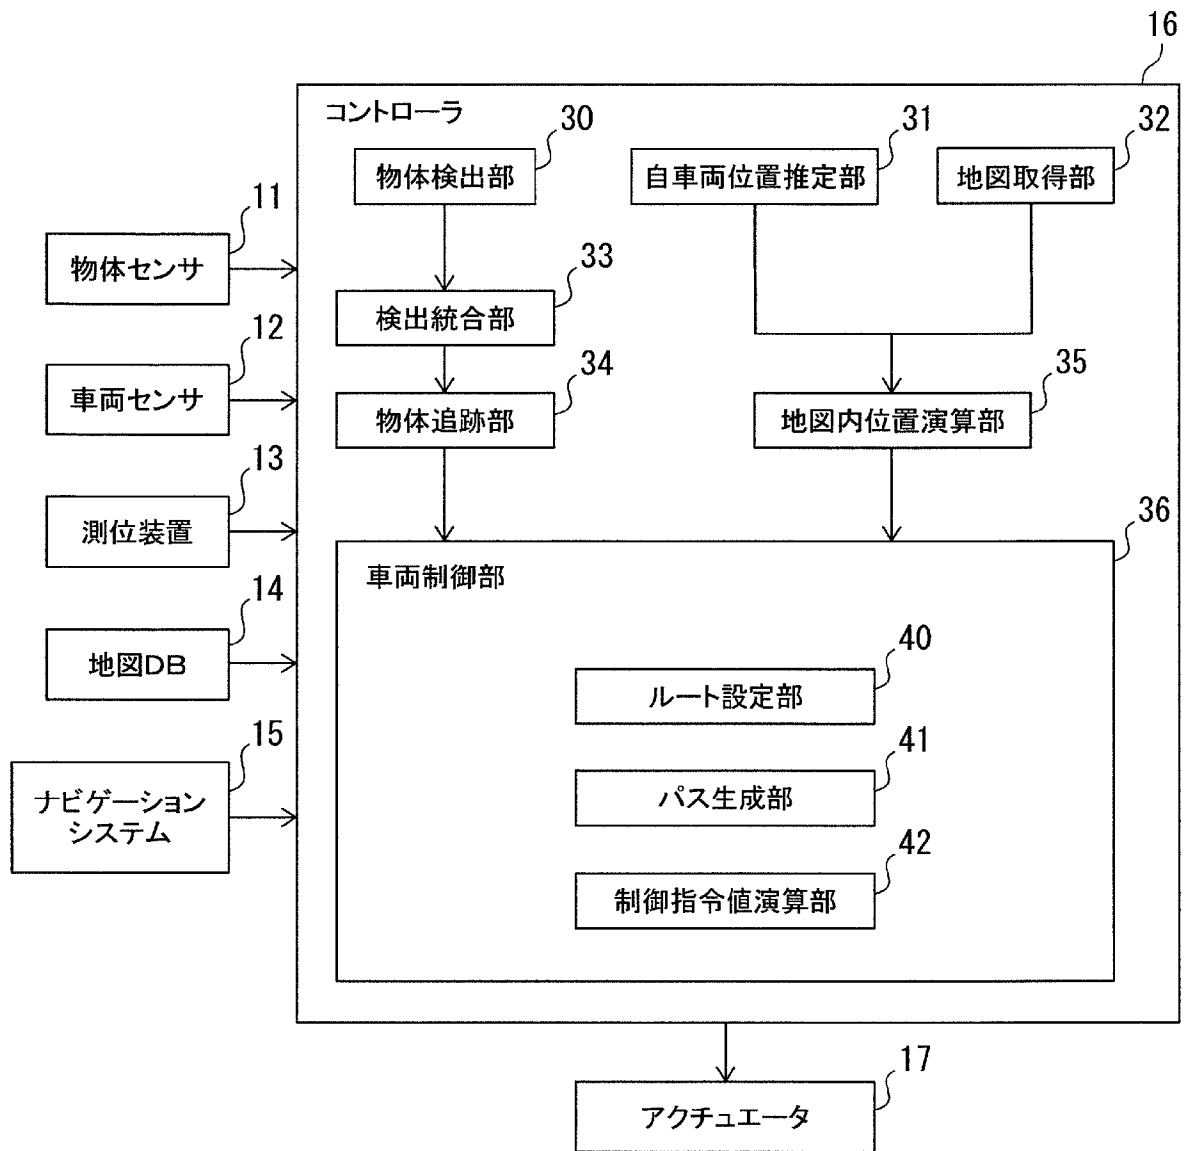 16
コントローラ
30
31
32
物体検出部
自車両位置推定部
地図取得部
11
物体センサ
33
検出統合部
12
車両センサ
34
物体追跡部
35
地図内位置演算部
13
測位装置
36
車両制御部
14
地図DB
40
ルート設定部
15
ナビゲーション
システム
41
パス生成部
42
制御指令値演算部
17
アクチュエータ